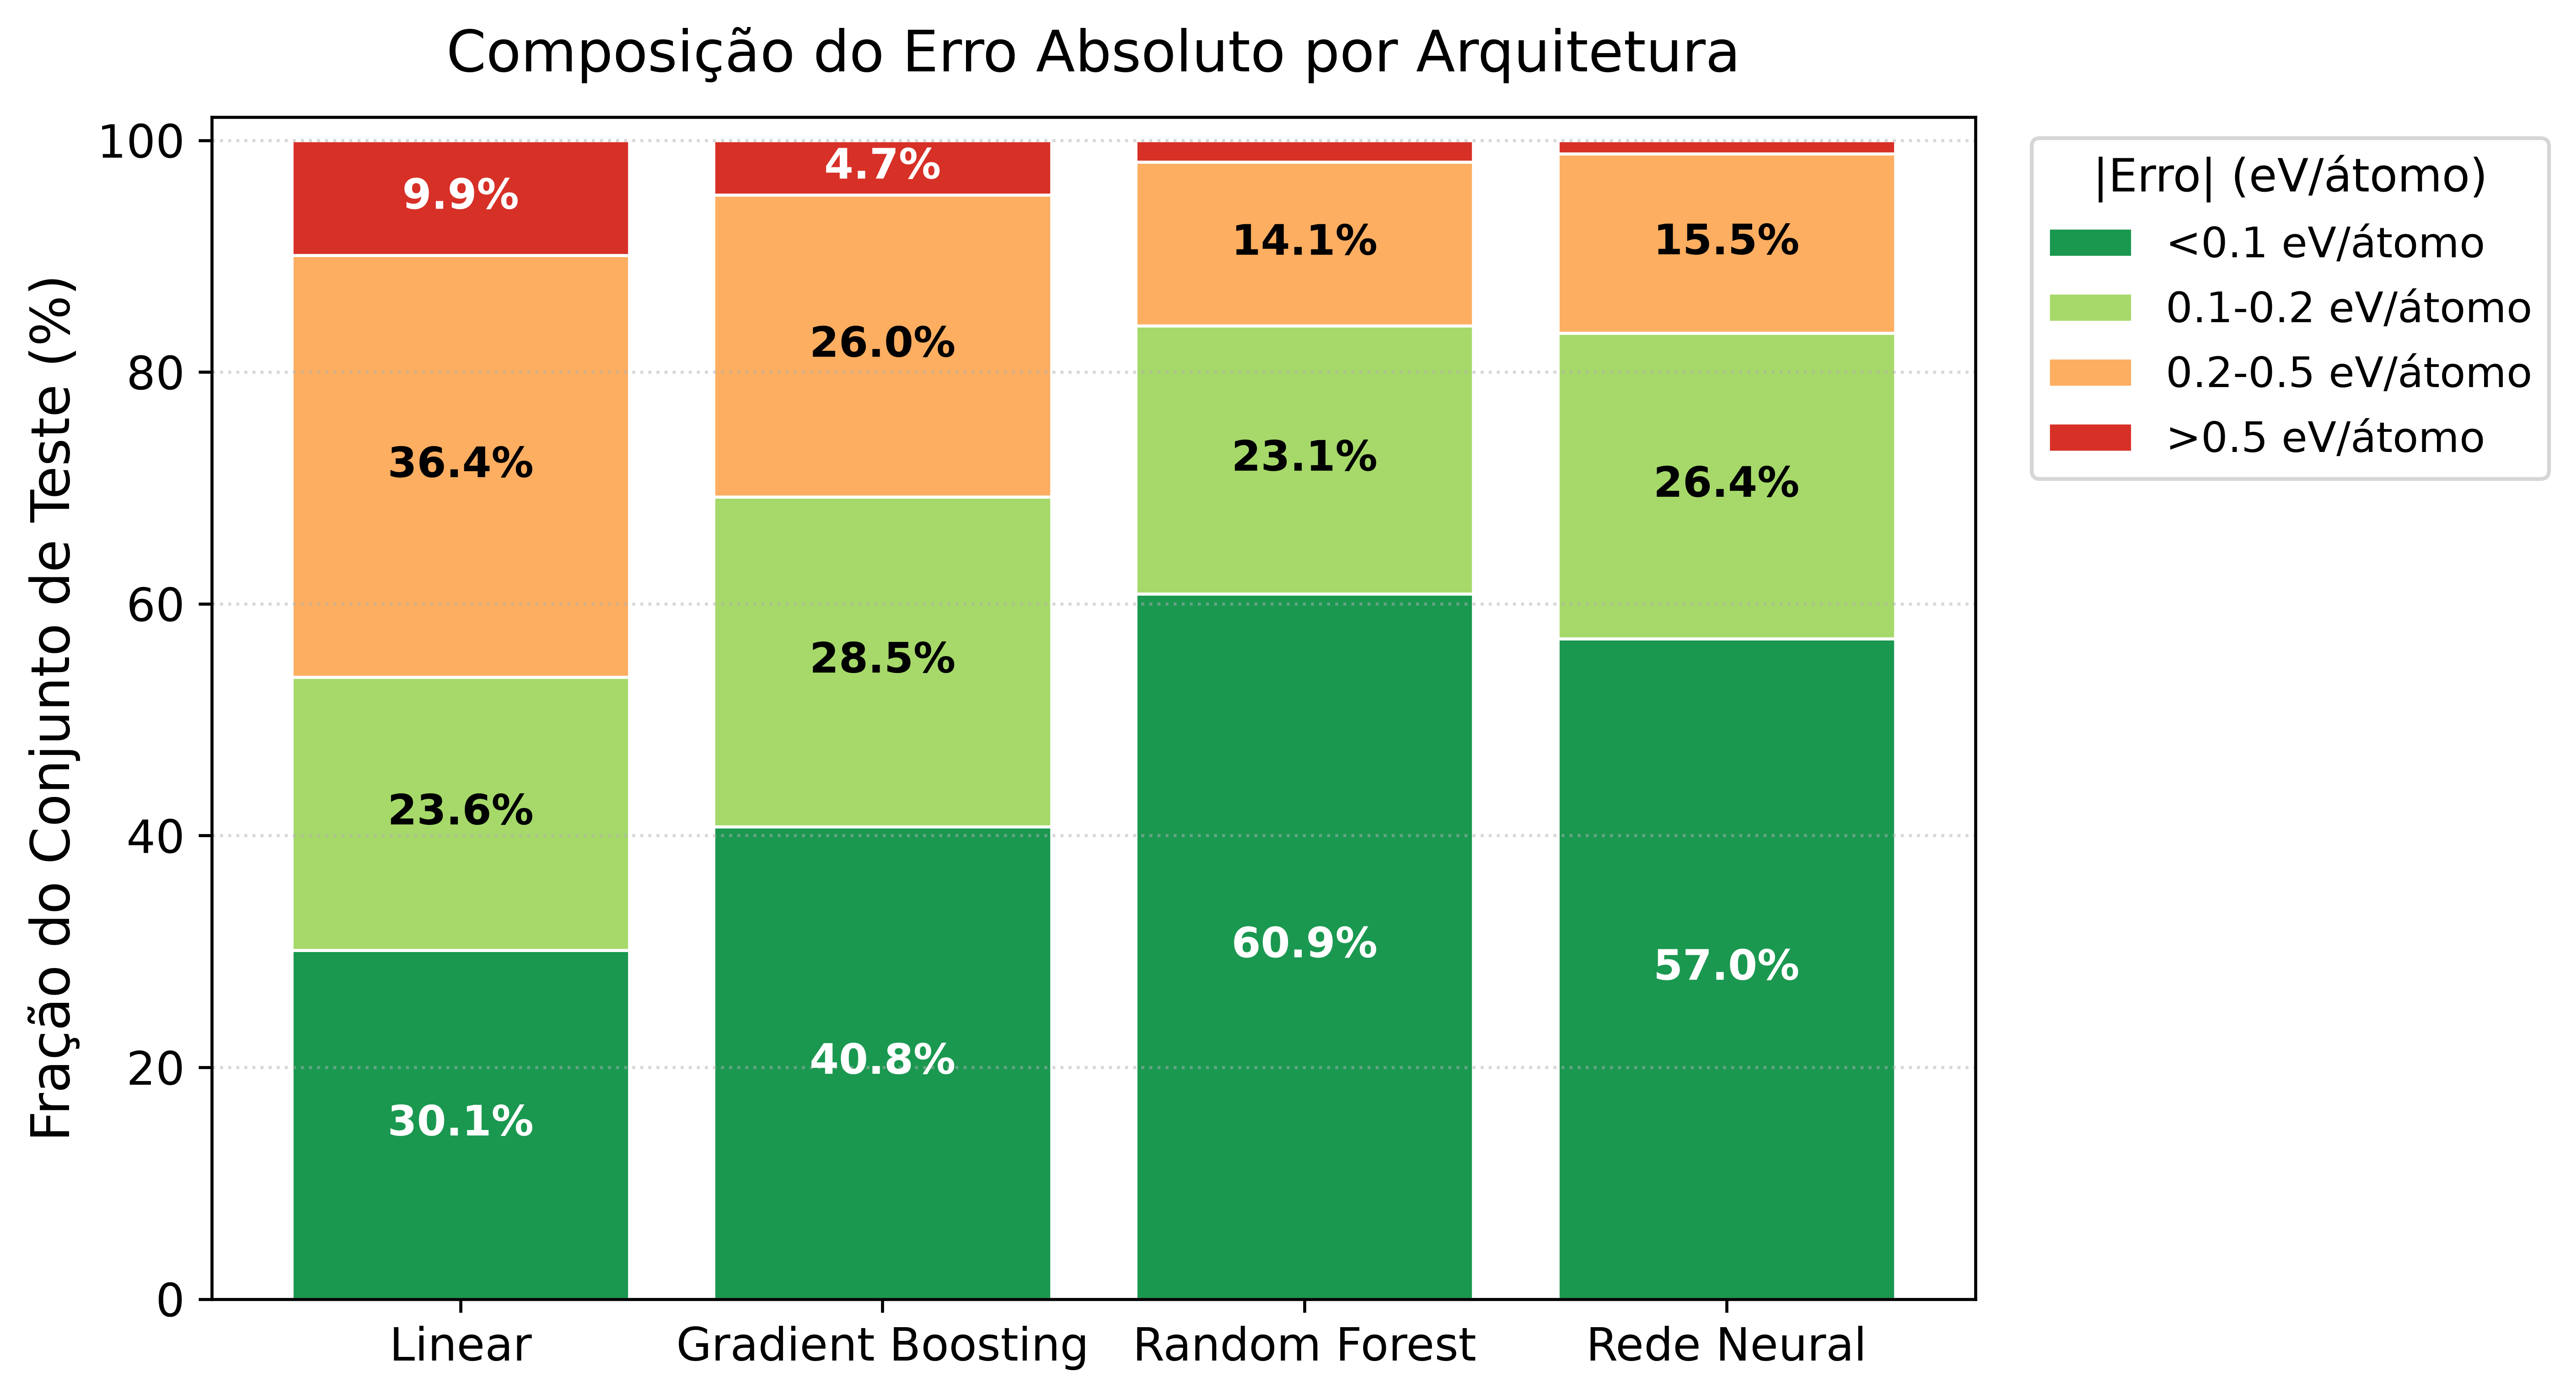 Composição do Erro Absoluto por Arquitetura
Fração do Conjunto de Teste (%)
100
80
60
40
20
0
9.9%
36.4%
23.6%
30.1%
4.7%
26.0%
28.5%
40.8%
14.1%
23.1%
60.9%
15.5%
26.4%
57.0%
Linear
Gradient Boosting
Random Forest
Rede Neural
|Erro| (eV/átomo)
<0.1 eV/átomo
0.1-0.2 eV/átomo
0.2-0.5 eV/átomo
>0.5 eV/átomo